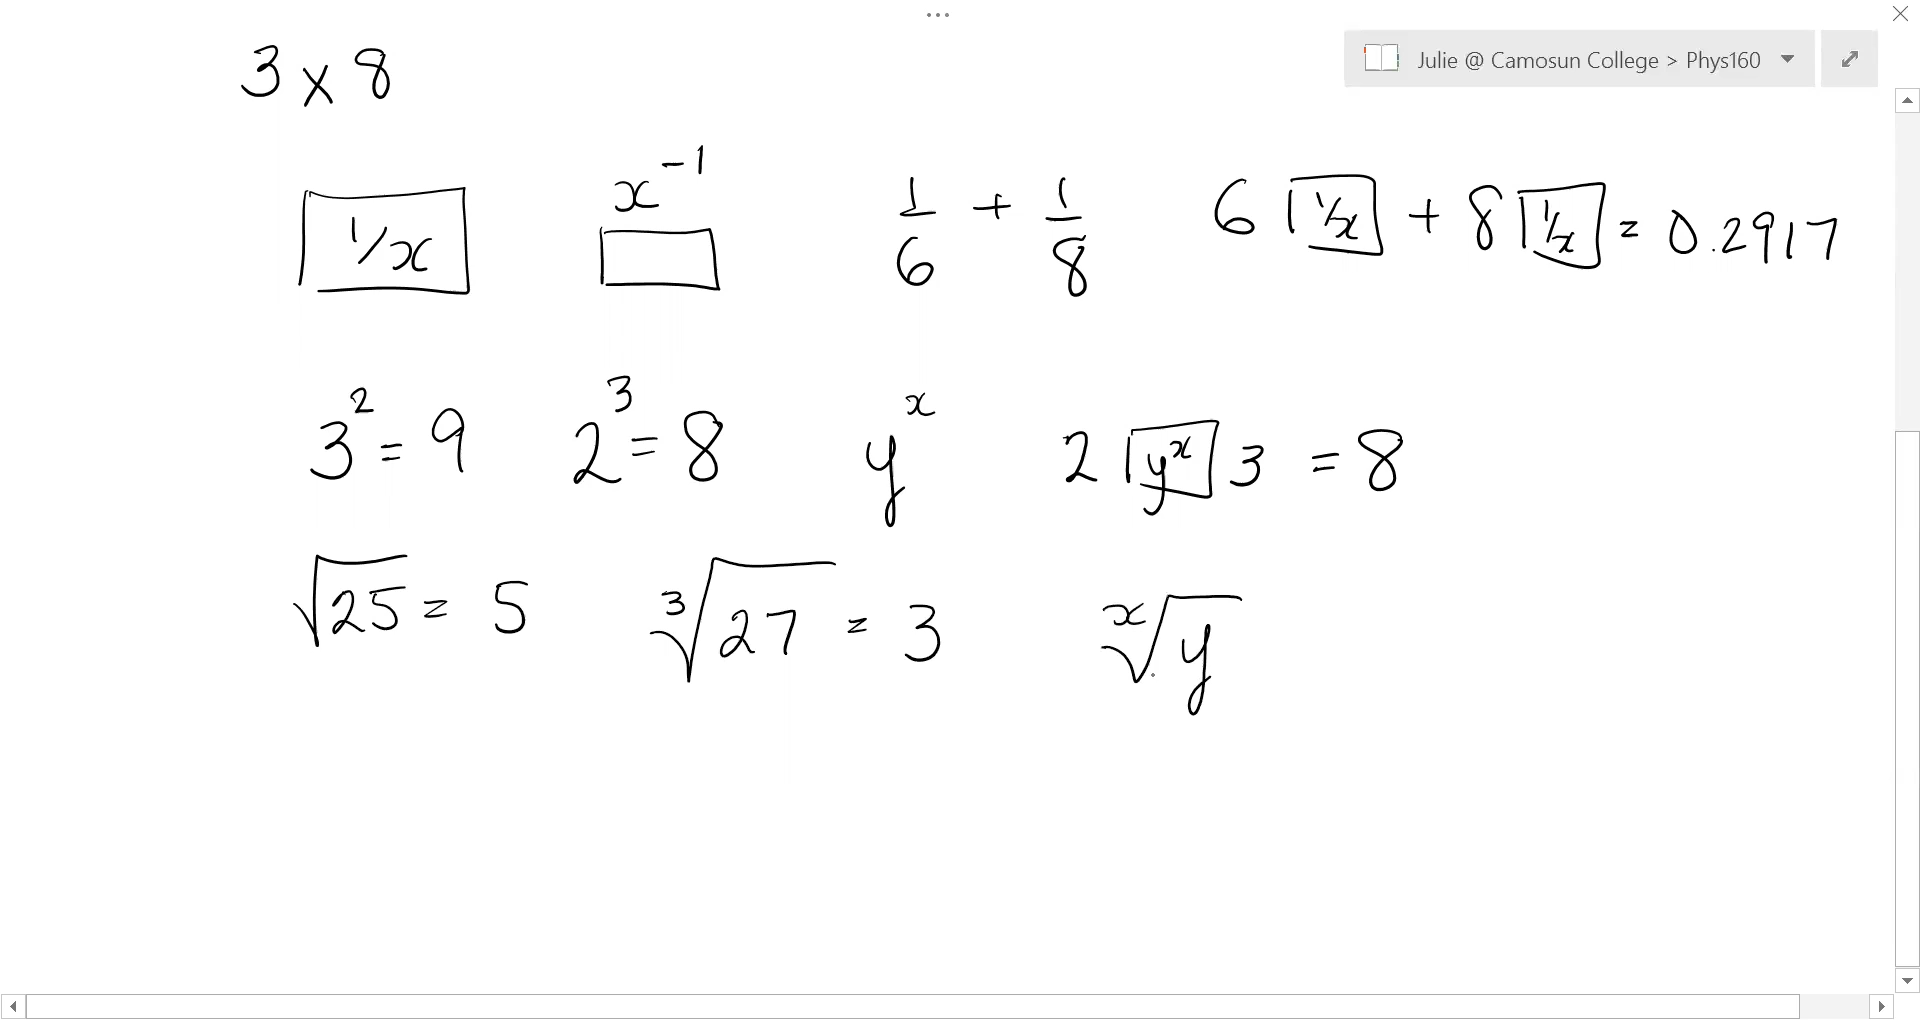 ...
Julie @ Camosun College > Phys160
3 x 8
1/x x⁻¹ 1/6 + 1/8 6 1/x + 8 1/x = 0.2917
3² = 9 2³ = 8 yˣ 2 yˣ 3 = 8
√25 = 5 ³√27 = 3 ˣ√y